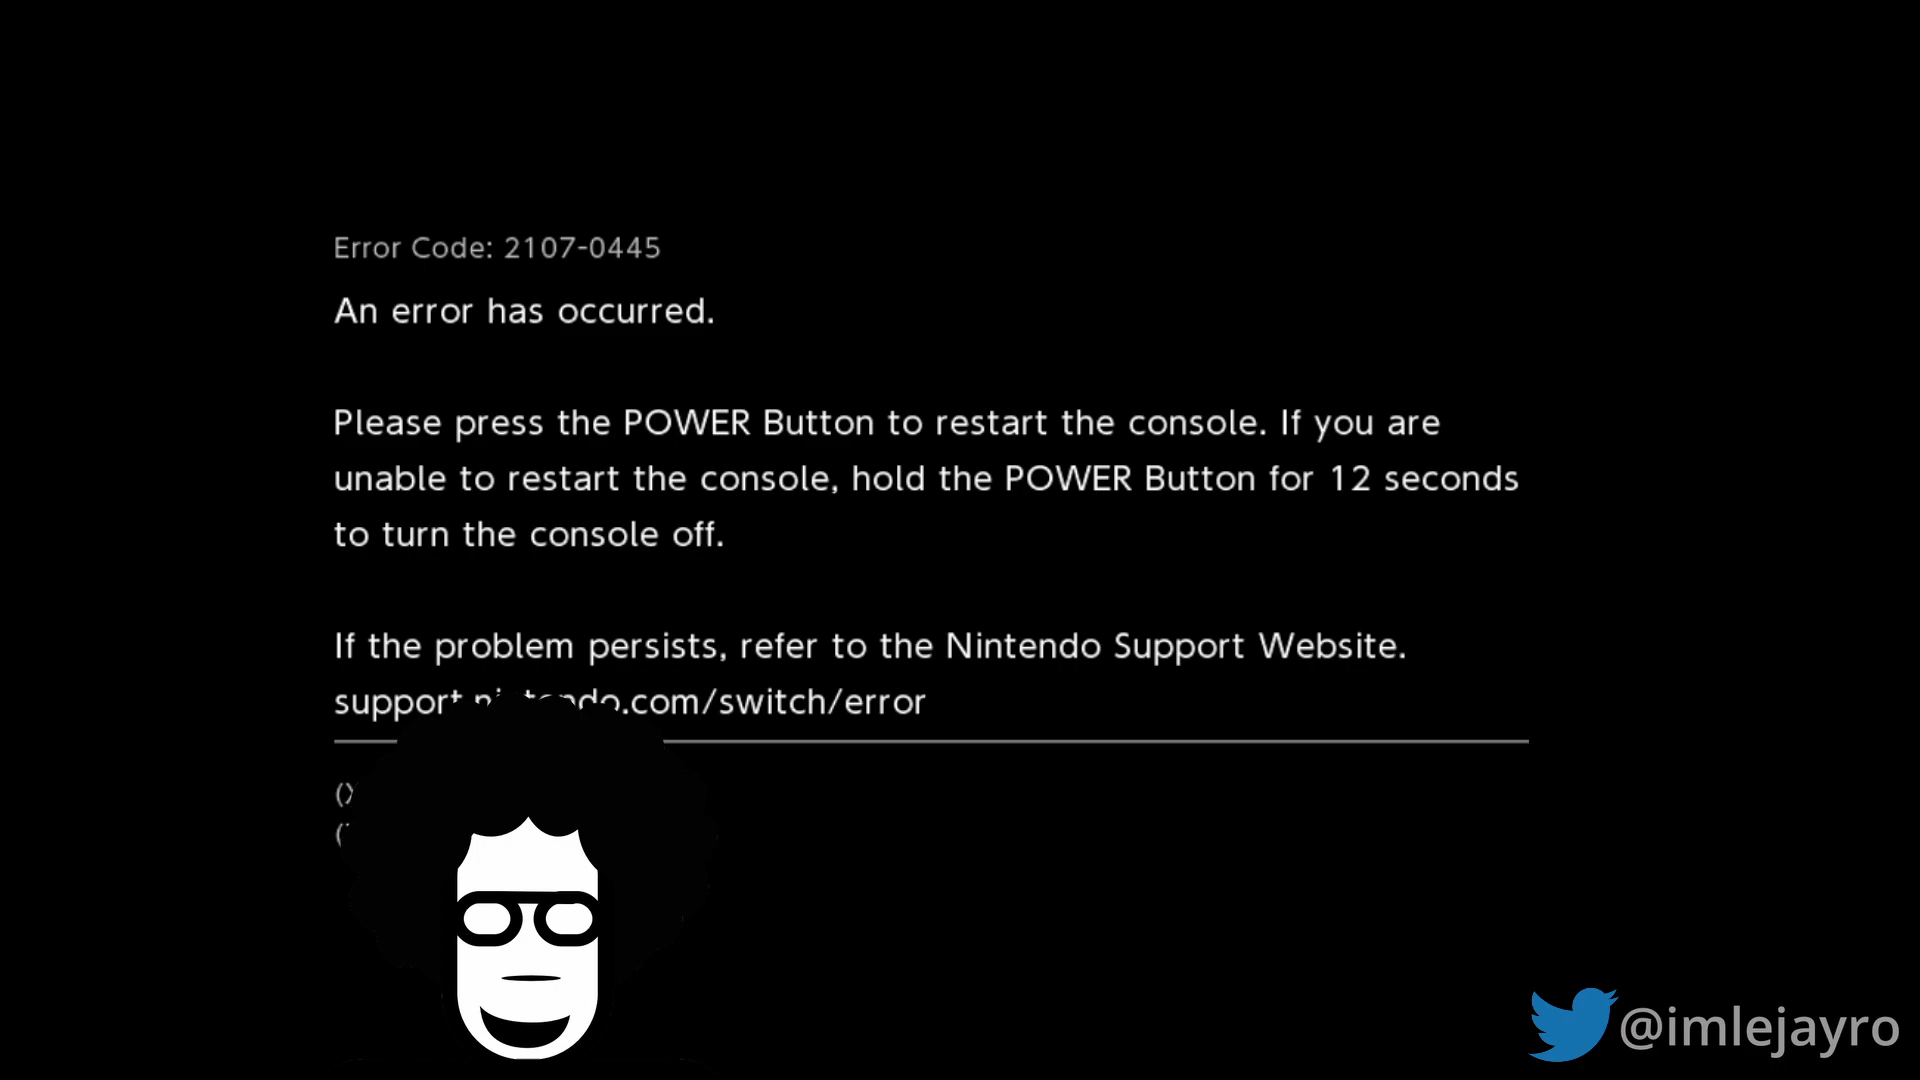 Error Code: 2107-0445
An error has occurred.
Please press the POWER Button to restart the console. If you are
unable to restart the console, hold the POWER Button for 12 seconds
to turn the console off.
If the problem persists, refer to the Nintendo Support Website.
support.nintendo.com/switch/error
@imlejayro